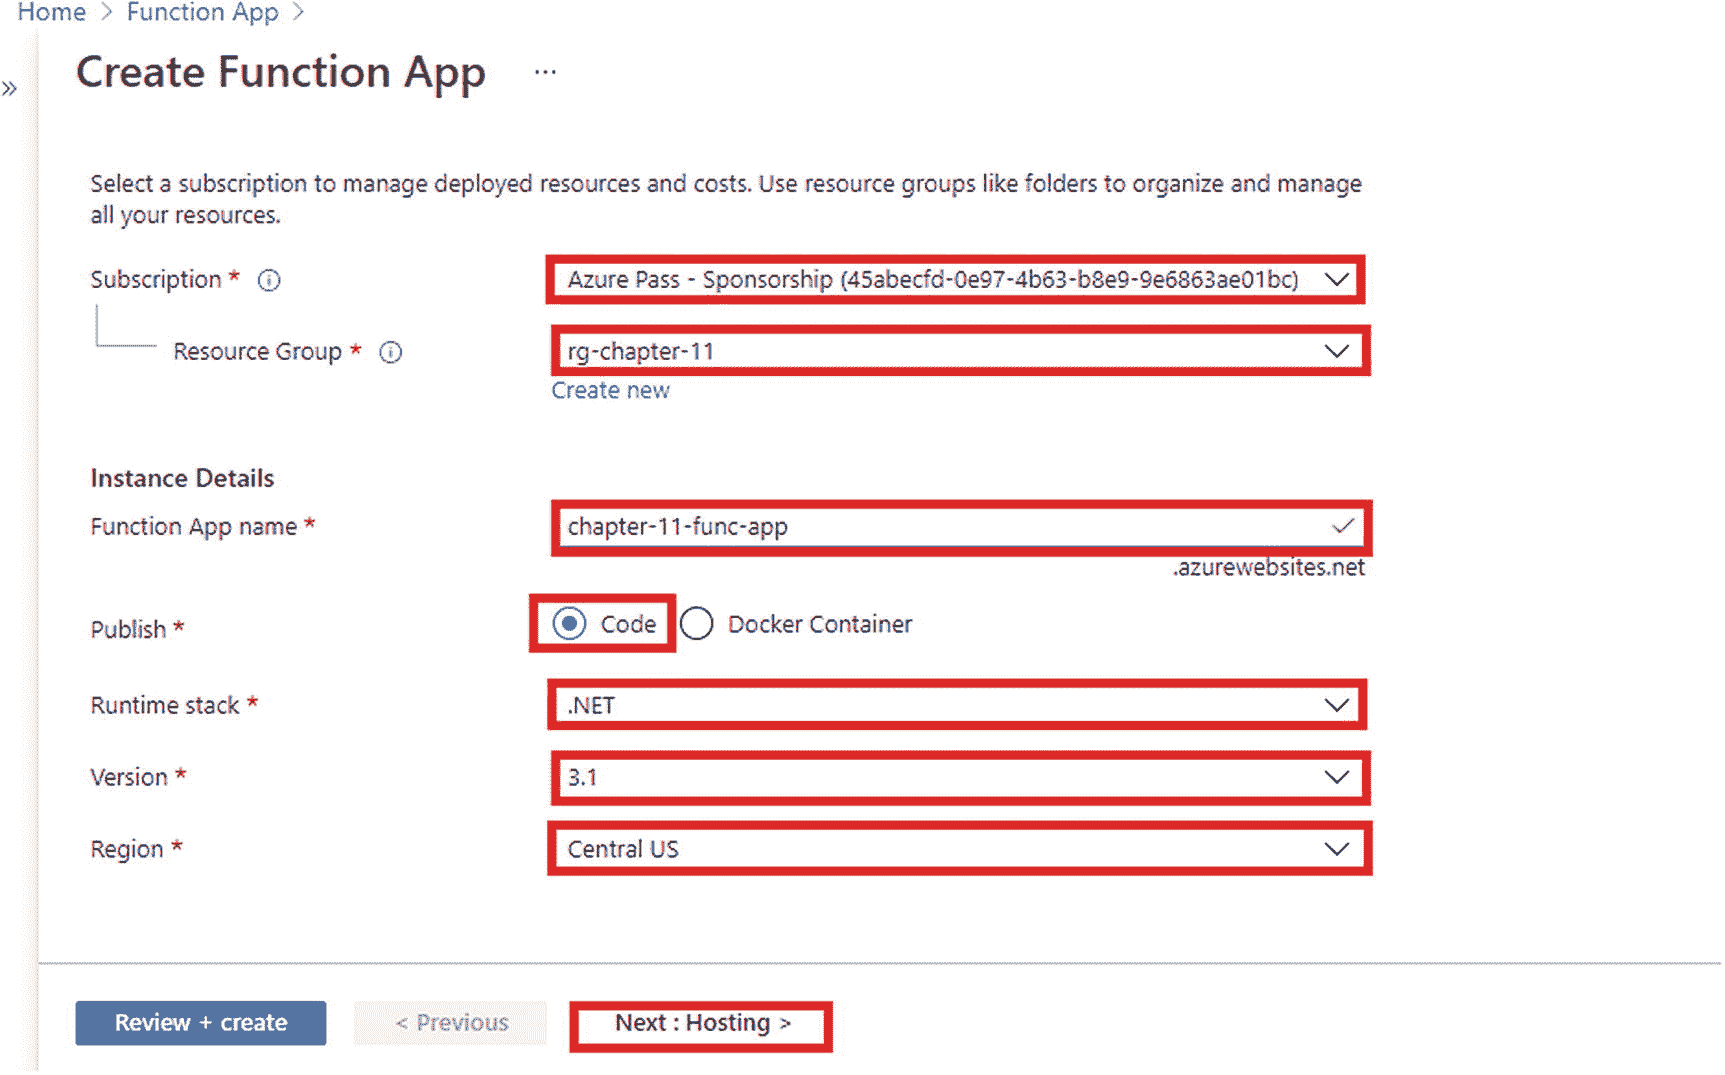 Home > Function App >
Create Function App ...
»
Select a subscription to manage deployed resources and costs. Use resource groups like folders to organize and manage
all your resources.
Subscription *
Azure Pass - Sponsorship (45abecfd-0e97-4b63-b8e9-9e6863ae01bc)
Resource Group *
rg-chapter-11
Create new
Instance Details
Function App name *
chapter-11-func-app
.azurewebsites.net
Publish *
Code
Docker Container
Runtime stack *
.NET
Version *
3.1
Region *
Central US
Review + create
< Previous
Next : Hosting >